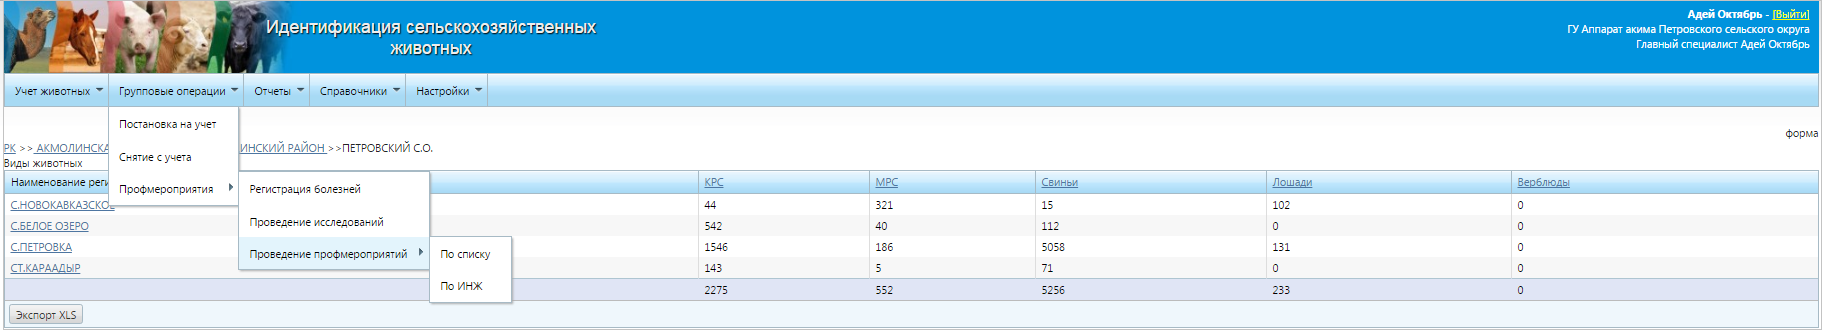 Идентификация сельскохозяйственных
животных
Адей Октябрь - [Выйти]
ГУ Аппарат акима Петровского сельского округа
Главный специалист Адей Октябрь
Учет животных Групповые операции Отчеты Справочники Настройки
Постановка на учет
Снятие с учета
Профмероприятия
Регистрация болезней
Проведение исследований
Проведение профмероприятий
По списку
По ИНЖ
форма
РК >> АКМОЛИНСКА ИНСКИЙ РАЙОН >>ПЕТРОВСКИЙ С.О.
Виды животных
Наименование реги КРС МРС Свиньи Лошади Верблюды
С.НОВОКАВКАЗСКОЕ 44 321 15 102 0
С.БЕЛОЕ ОЗЕРО 542 40 112 0 0
С.ПЕТРОВКА 1546 186 5058 131 0
СТ.КАРААДЫР 143 5 71 0 0
2275 552 5256 233 0
Экспорт XLS